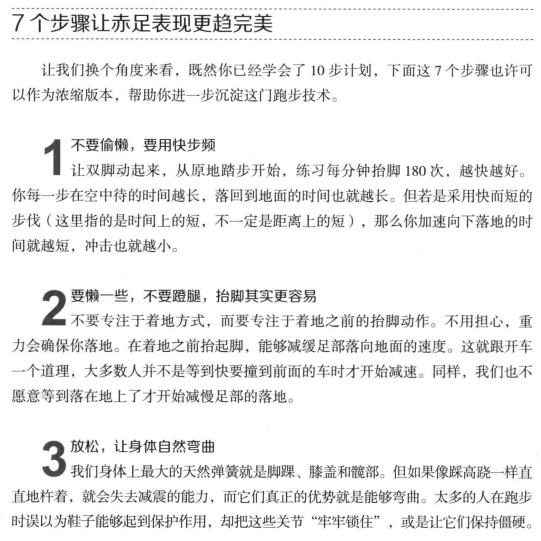 7个步骤让赤足表现更趋完美
让我们换个角度来看，既然你已经学会了10步计划，下面这7个步骤也许可
以作为浓缩版本，帮助你进一步沉淀这门跑步技术。
1 不要偷懒，要用快步频
让双脚动起来，从原地踏步开始，练习每分钟抬脚180次，越快越好。
你每一步在空中待的时间越长，落回到地面的时间也就越长。但若是采用快而短的
步伐（这里指的是时间上的短，不一定是距离上的短），那么你加速向下落地的时
间就越短，冲击也就越小。
2 要懒一些，不要蹬腿，抬脚其实更容易
不要专注于着地方式，而要专注于着地之前的抬脚动作。不用担心，重
力会确保你落地。在着地之前抬起脚，能够减缓足部落向地面的速度。这就跟开车
一个道理，大多数人并不是等到快要撞到前面的车时才开始减速。同样，我们也不
愿意等到落在地上了才开始减慢足部的落地。
3 放松，让身体自然弯曲
我们身体上最大的天然弹簧就是脚踝、膝盖和髋部。但如果像踩高跷一样直
直地杵着，就会失去减震的能力，而它们真正的优势就是能够弯曲。太多的人在跑步
时误以为鞋子能够起到保护作用，却把这些关节“牢牢锁住”，或是让它们保持僵硬。